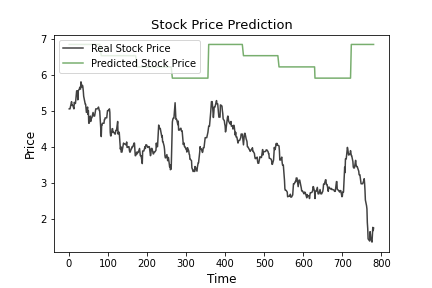 Stock Price Prediction
7
Real Stock Price
Predicted Stock Price
6
5
4
3
2
Price
0 100 200 300 400 500 600 700 800
Time